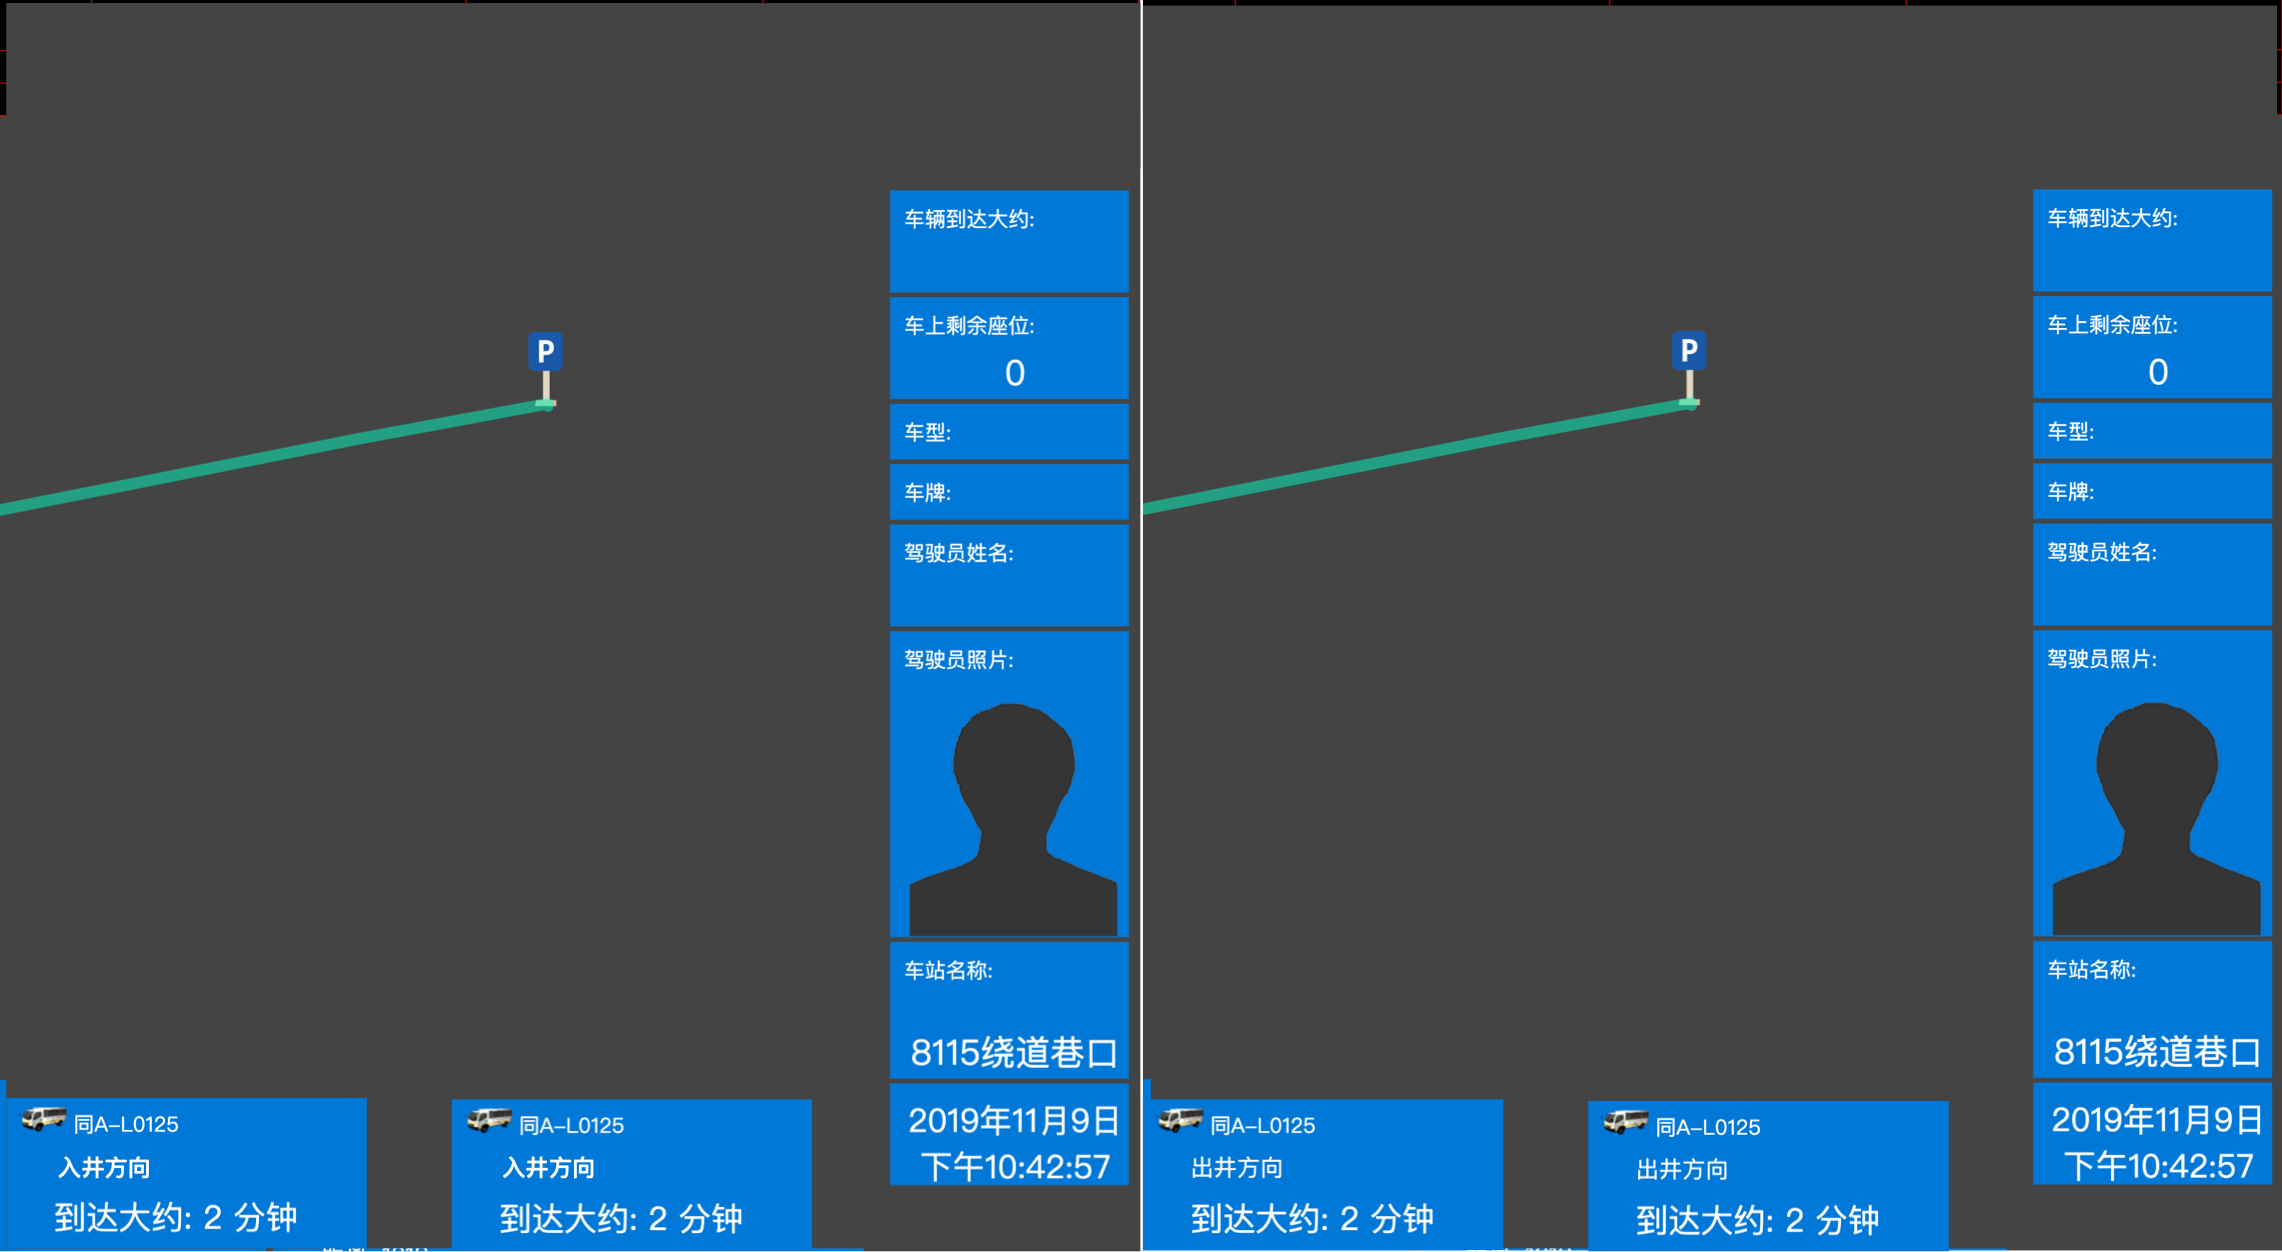 P
车辆到达大约:
车上剩余座位:
0
车型:
车牌:
驾驶员姓名:
驾驶员照片:
车站名称:
8115绕道巷口
2019年11月9日
下午10:42:57
同A-L0125
入井方向
到达大约: 2 分钟
同A-L0125
入井方向
到达大约: 2 分钟
P
车辆到达大约:
车上剩余座位:
0
车型:
车牌:
驾驶员姓名:
驾驶员照片:
车站名称:
8115绕道巷口
2019年11月9日
下午10:42:57
同A-L0125
出井方向
到达大约: 2 分钟
同A-L0125
出井方向
到达大约: 2 分钟